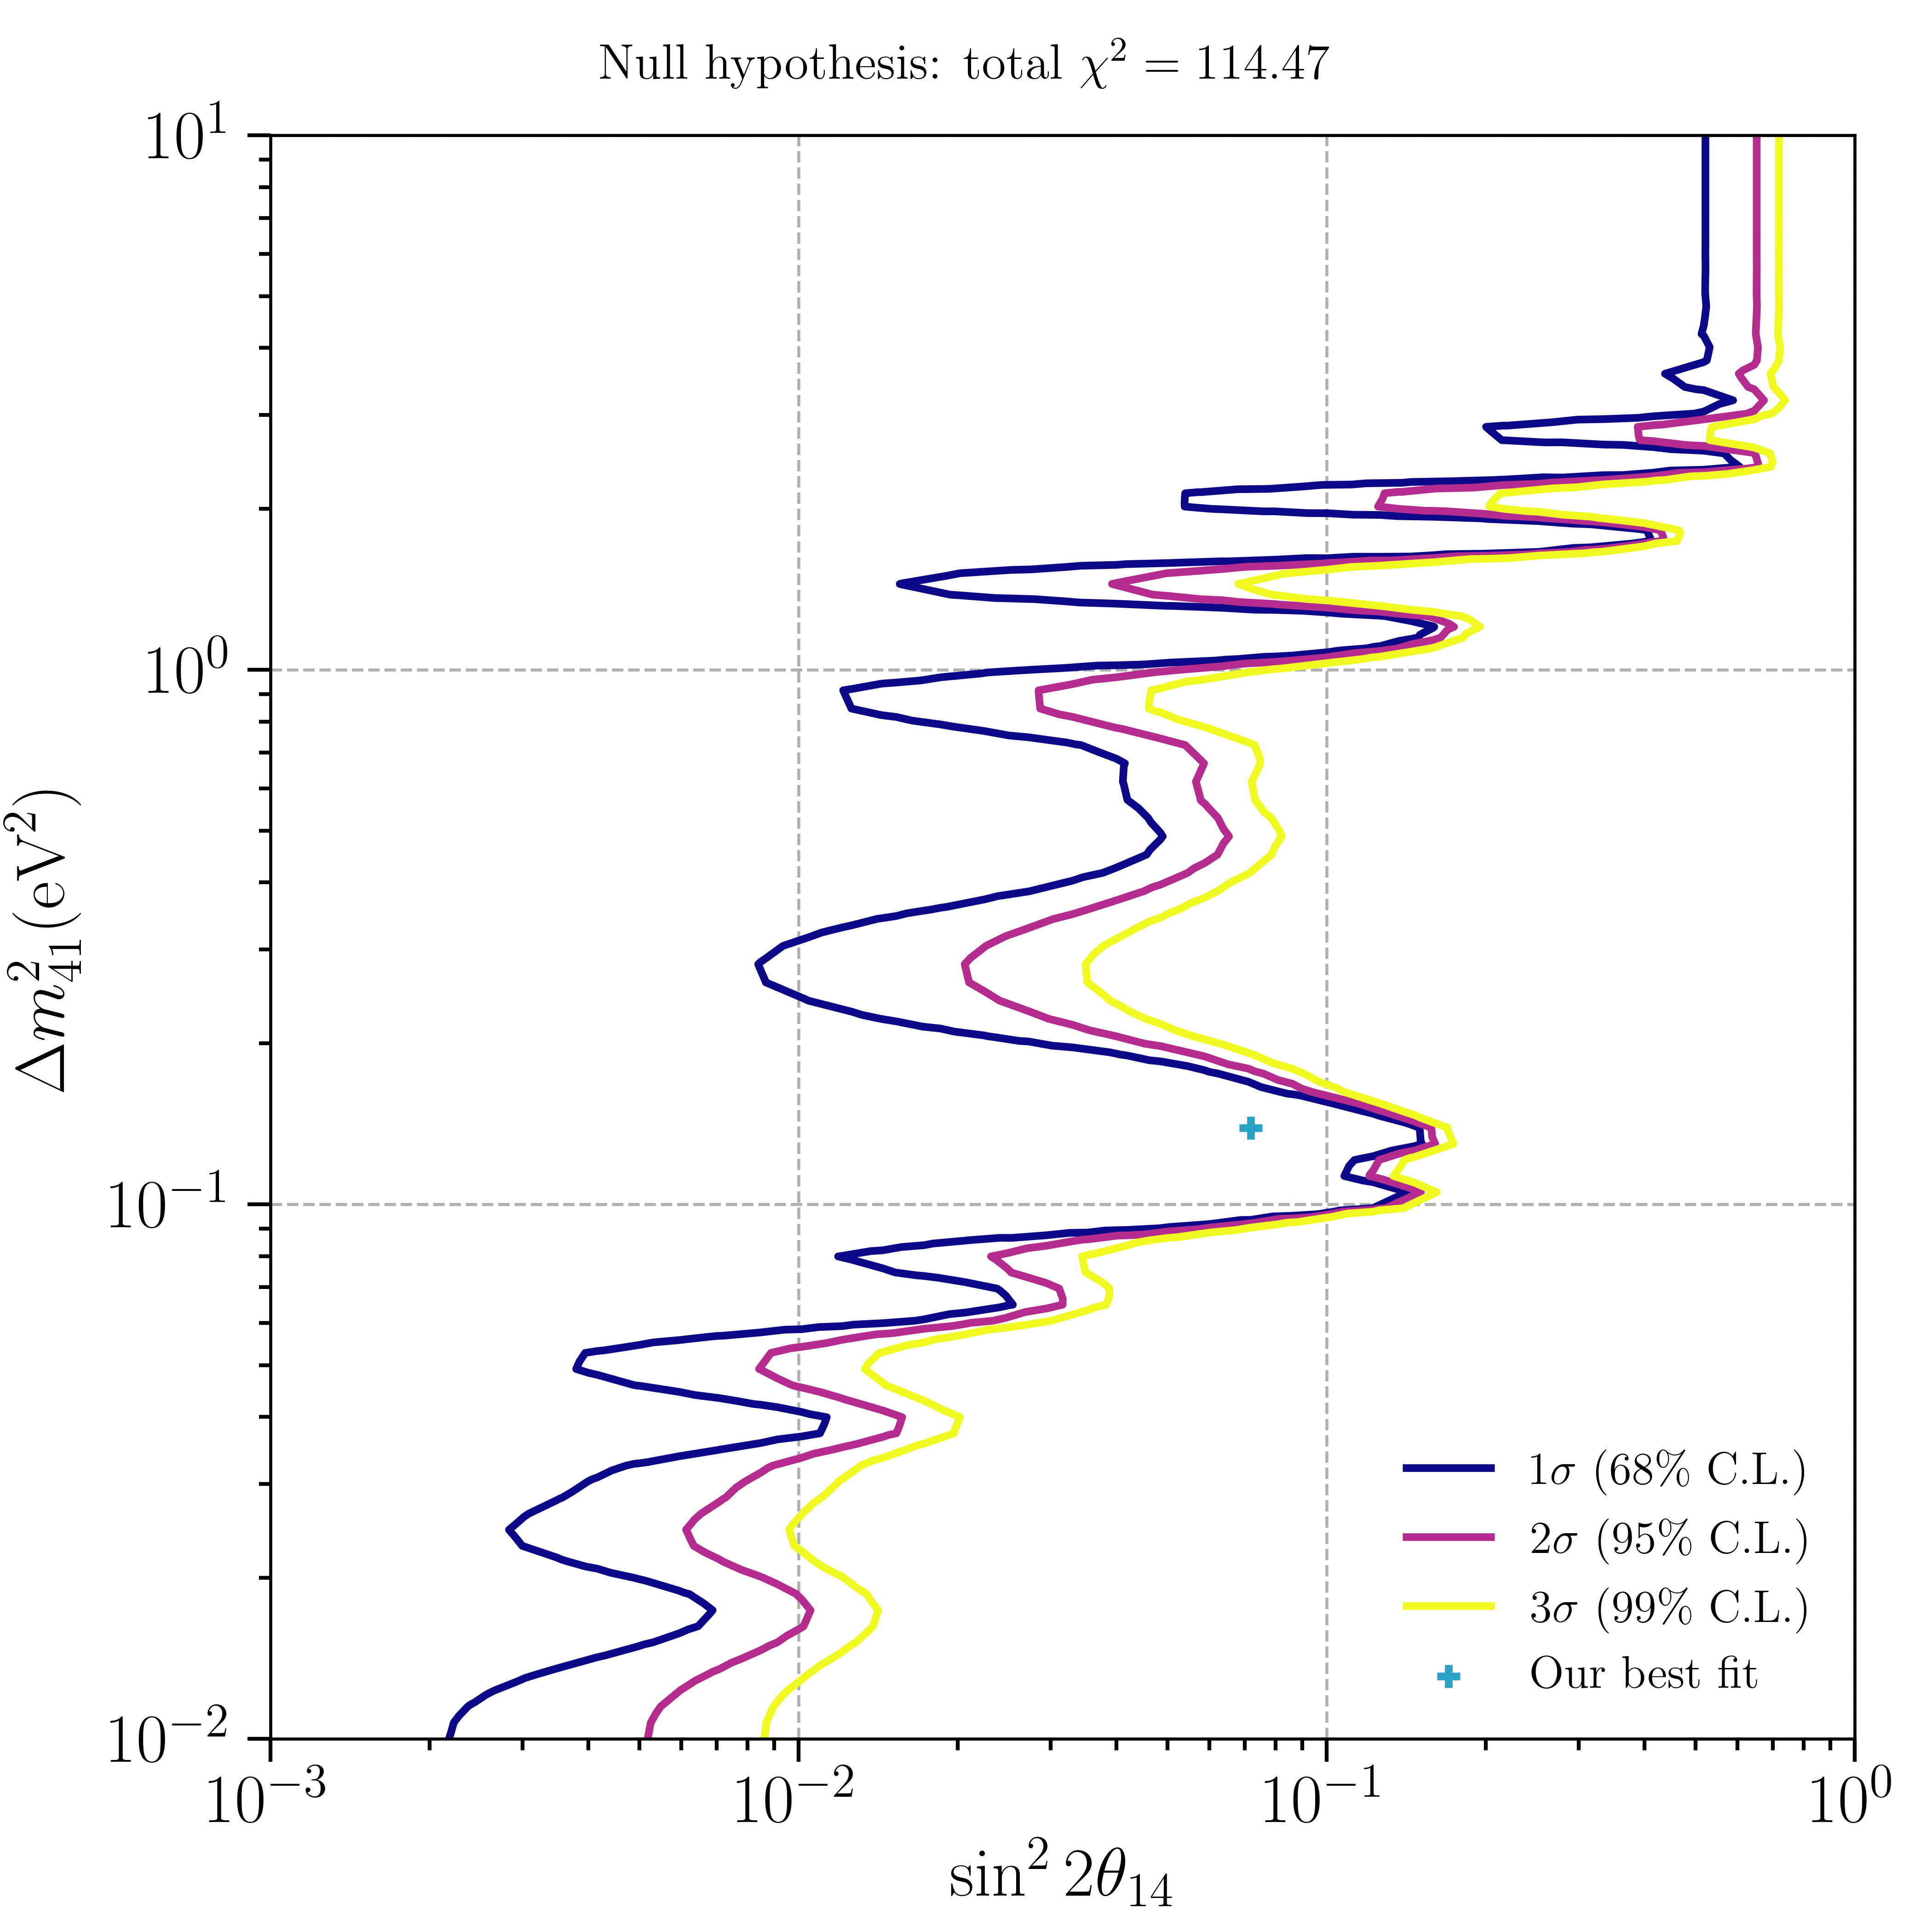 Null hypothesis: total χ² = 114.47
10¹
10⁰
10⁻¹
10⁻²
Δm²₄₁(eV²)
10⁻³
10⁻²
10⁻¹
10⁰
sin² 2θ₁₄
1σ (68% C.L.)
2σ (95% C.L.)
3σ (99% C.L.)
Our best fit